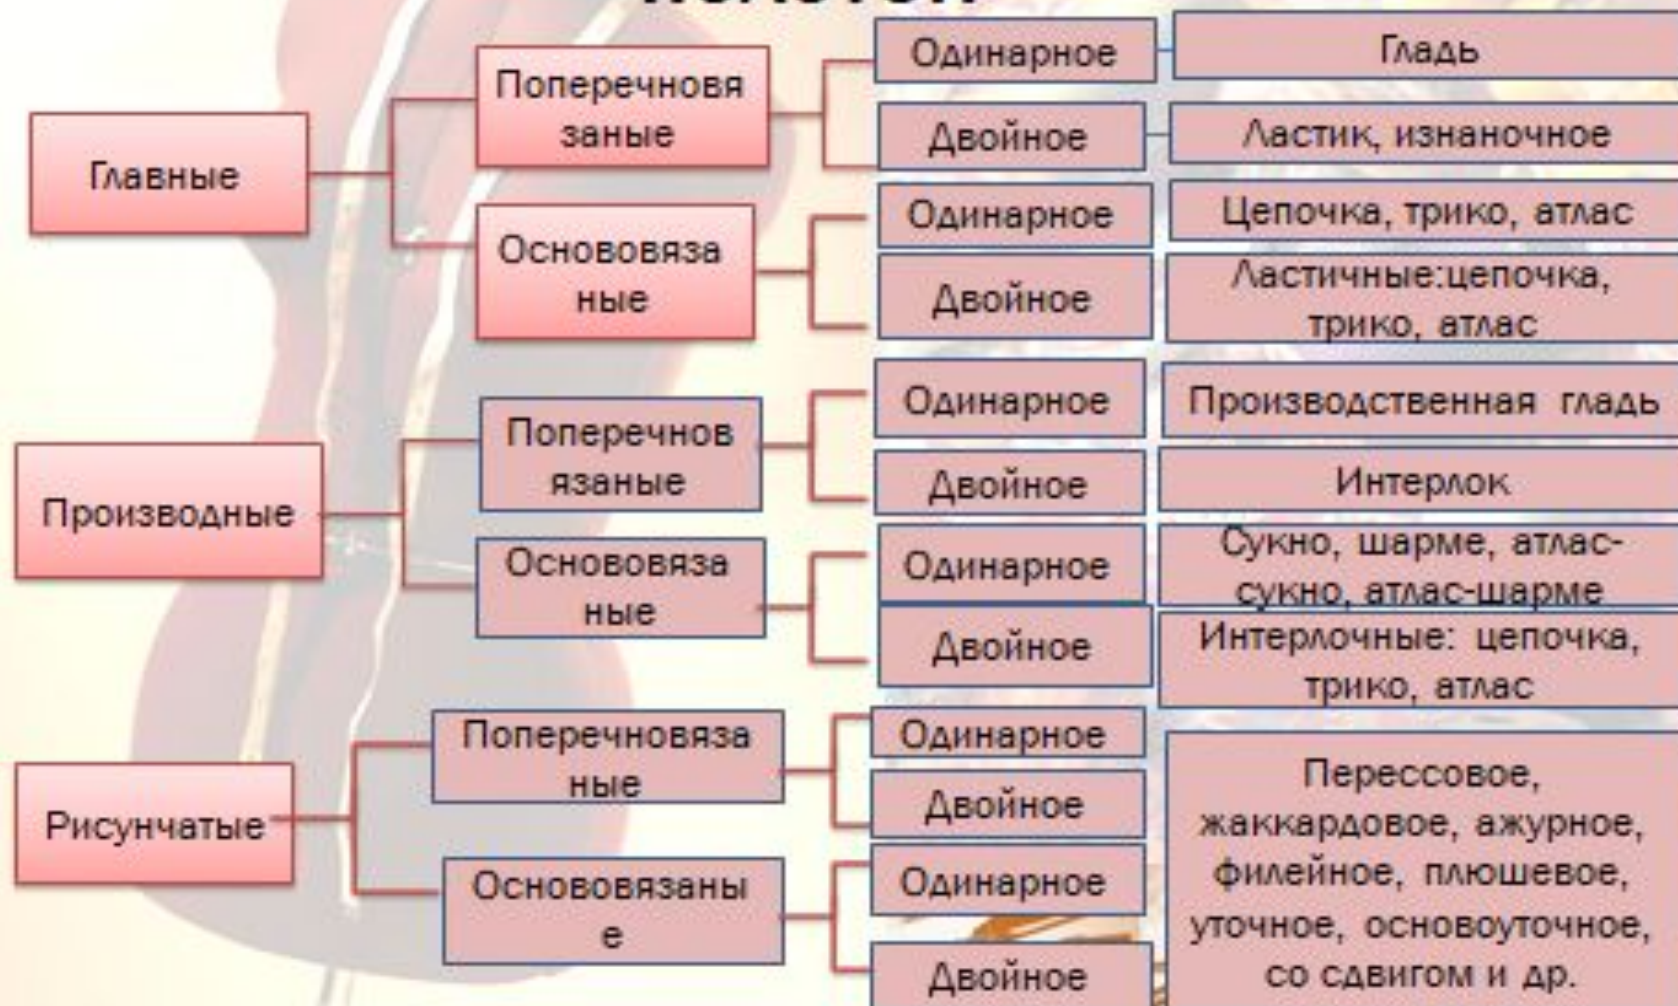 Главные
Поперечновя
заные
Одинарное
Гладь
Двойное
Ластик, изнаночное
Основовяза
ные
Одинарное
Цепочка, трико, атлас
Двойное
Ластичные:цепочка,
трико, атлас
Производные
Поперечнов
язаные
Одинарное
Производственная гладь
Двойное
Интерлок
Основовяза
ные
Одинарное
Сукно, шарме, атлас-
сукно, атлас-шарме
Двойное
Интерлочные: цепочка,
трико, атлас
Рисунчатые
Поперечновяза
ные
Одинарное
Двойное
Основовязаны
е
Одинарное
Двойное
Перессовое,
жаккардовое, ажурное,
филейное, плюшевое,
уточное, основоуточное,
со сдвигом и др.